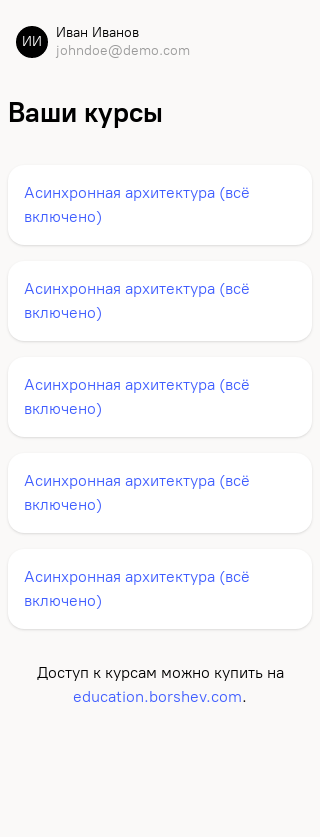 ИИ
Иван Иванов
johndoe@demo.com
Ваши курсы
Асинхронная архитектура (всё
включено)
Асинхронная архитектура (всё
включено)
Асинхронная архитектура (всё
включено)
Асинхронная архитектура (всё
включено)
Асинхронная архитектура (всё
включено)
Доступ к курсам можно купить на
education.borshev.com.